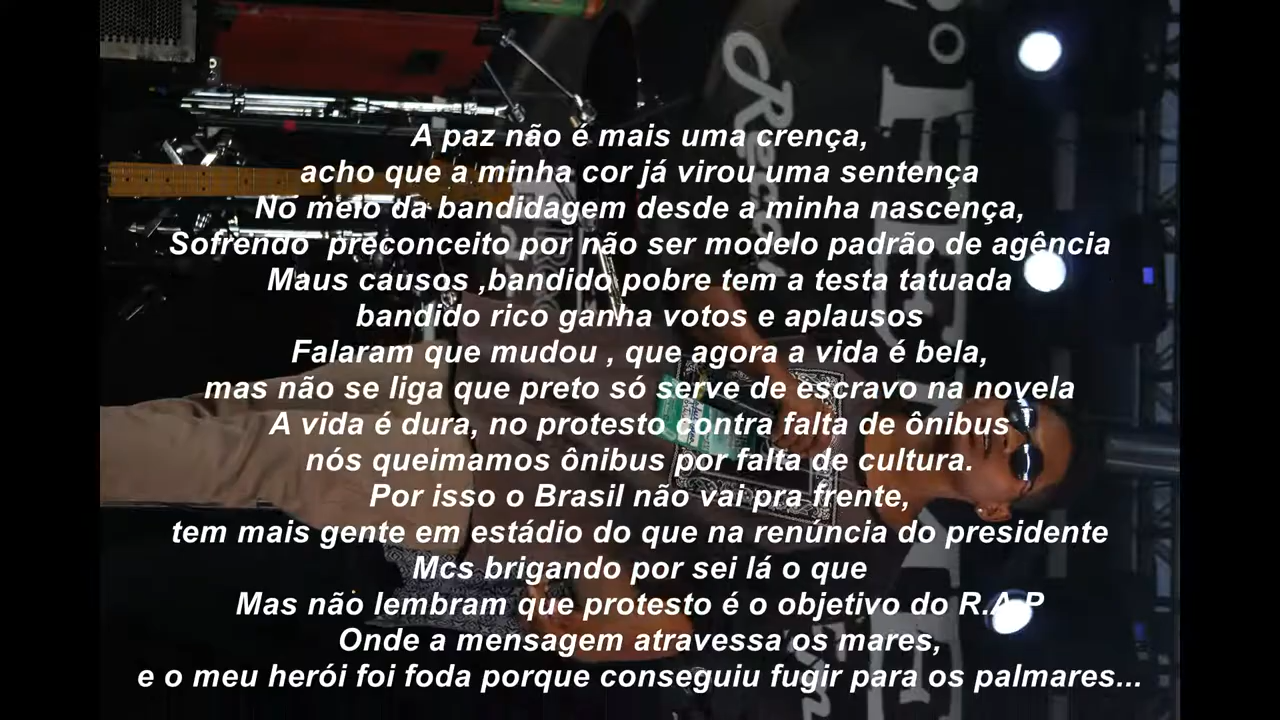 A paz não é mais uma crença,
acho que a minha cor já virou uma sentença
No meio da bandidagem desde a minha nascença,
Sofrendo  preconceito por não ser modelo padrão de agência
Maus causos ,bandido pobre tem a testa tatuada
bandido rico ganha votos e aplausos
Falaram que mudou , que agora a vida é bela,
mas não se liga que preto só serve de escravo na novela
A vida é dura, no protesto contra falta de ônibus
nós queimamos ônibus por falta de cultura.
Por isso o Brasil não vai pra frente,
tem mais gente em estádio do que na renúncia do presidente
Mcs brigando por sei lá o que
Mas não lembram que protesto é o objetivo do R.A.P
Onde a mensagem atravessa os mares,
e o meu herói foi foda porque conseguiu fugir para os palmares...